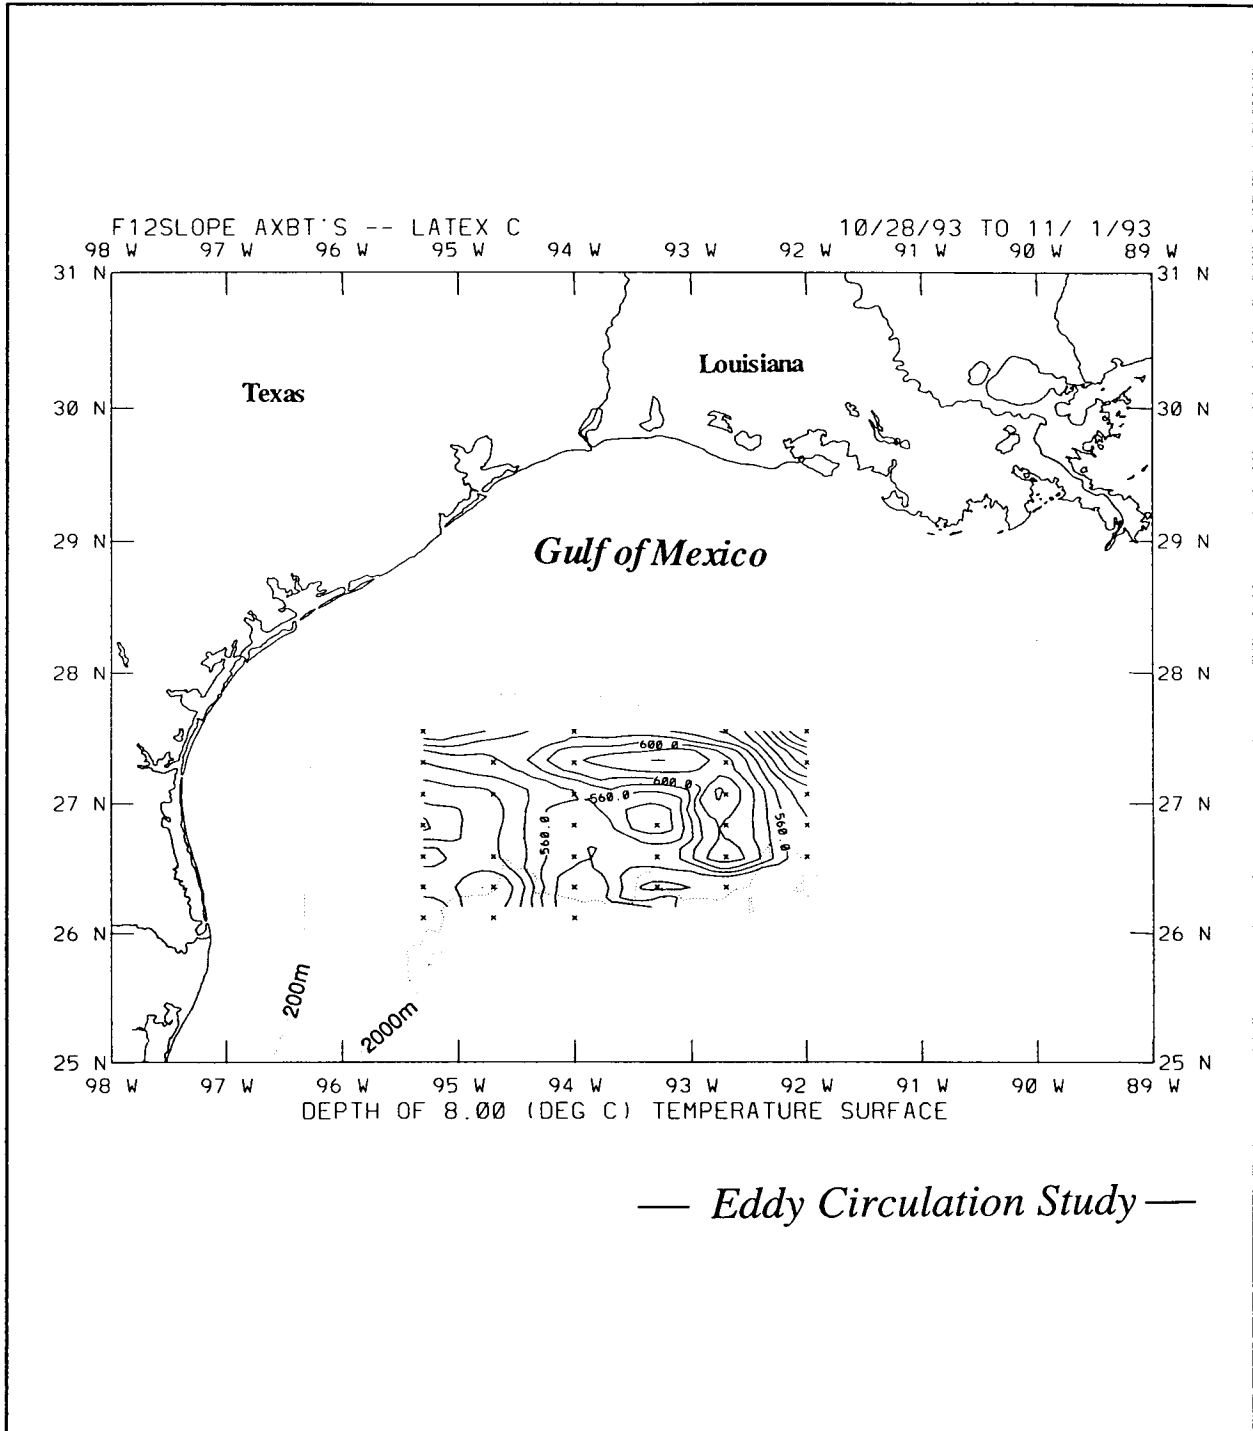 F12SLOPE AXBT'S -- LATEX C 10/28/93 TO 11/ 1/93
98 W 97 W 96 W 95 W 94 W 93 W 92 W 91 W 90 W 89 W
31 N 31 N
Louisiana
Texas
30 N 30 N
29 N 29 N
Gulf of Mexico
28 N 28 N
600.0
600.0
27 N 560.0 27 N
560.0
560.0
26 N 26 N
200m
2000m
25 N 25 N
98 W 97 W 96 W 95 W 94 W 93 W 92 W 91 W 90 W 89 W
DEPTH OF 8.00 (DEG C) TEMPERATURE SURFACE
Eddy Circulation Study